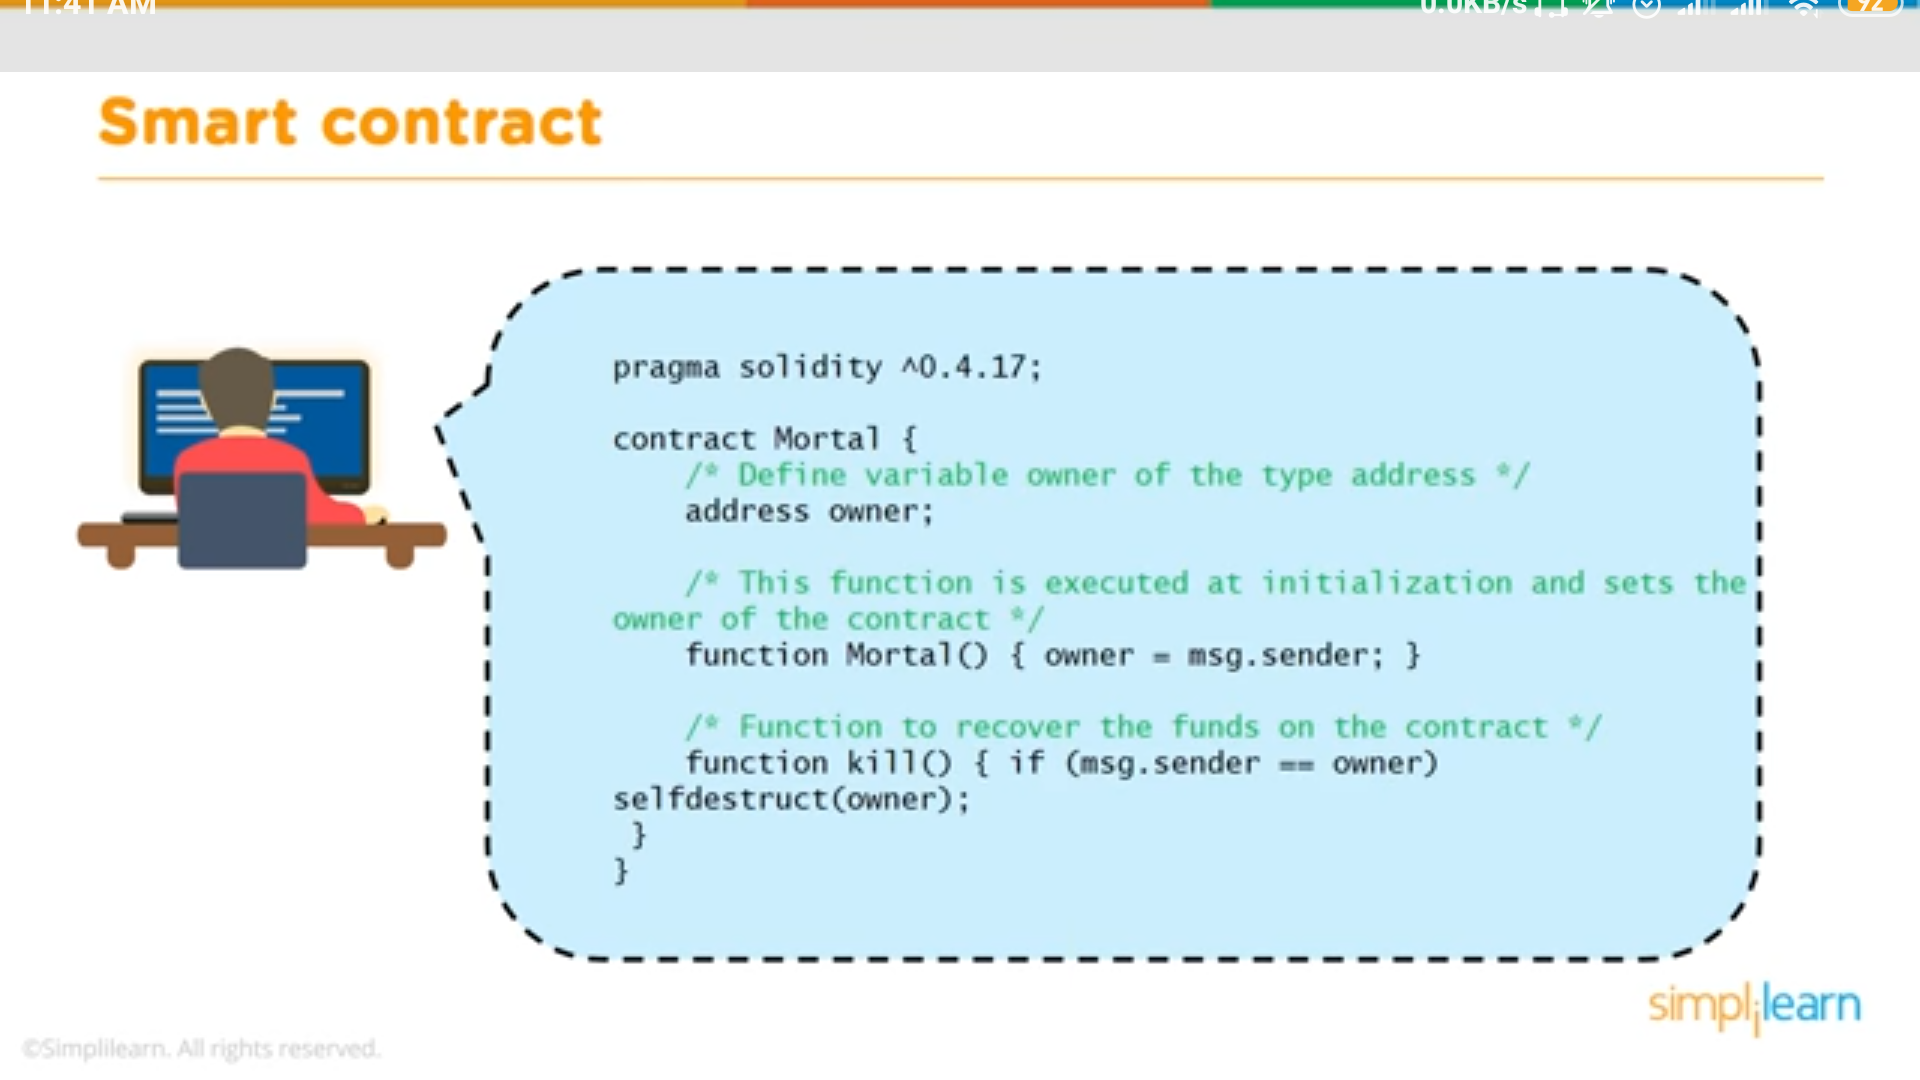 11:41 AM
0.0KB/s
92
Smart contract
pragma solidity ^0.4.17;
contract Mortal {
/* Define variable owner of the type address */
address owner;
/* This function is executed at initialization and sets the
owner of the contract */
function Mortal() { owner = msg.sender; }
/* Function to recover the funds on the contract */
function kill() { if (msg.sender == owner)
selfdestruct(owner);
}
}
simplilearn
©Simplilearn. All rights reserved.